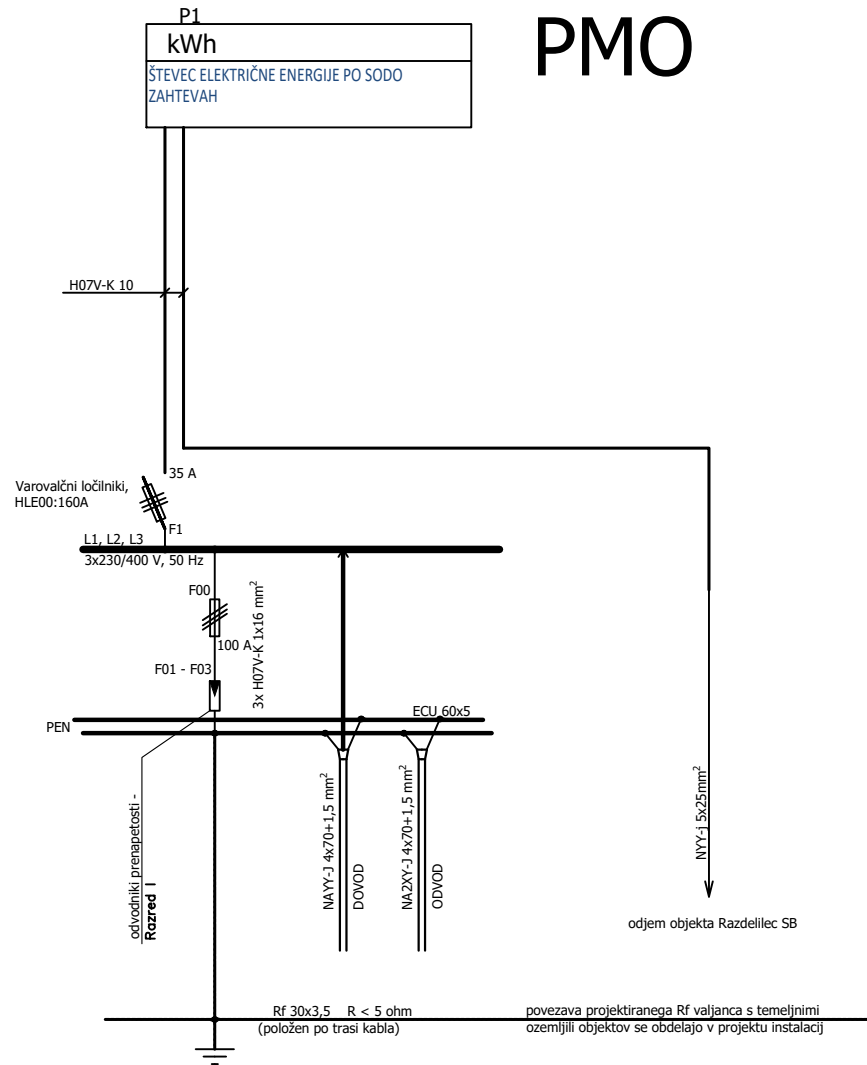 P1
PMO
kWh
ŠTEVEC ELEKTRIČNE ENERGIJE PO SODO
ZAHTEVAH
H07V-K 10
35 A
Varovalčni ločilniki,
HLE00:160A
F1
L1, L2, L3
3x230/400 V, 50 Hz
F00
100 A
3x H07V-K 1x16 mm²
F01 - F03
ECU 60x5
PEN
odvodniki prenapetosti -
Razred I
NAYY-J 4x70+1,5 mm²
DOVOD
NA2XY-J 4x70+1,5 mm²
ODVOD
NYY-j 5x25mm²
odjem objekta Razdelilec SB
Rf 30x3,5 R < 5 ohm
(položen po trasi kabla)
povezava projektiranega Rf valjanca s temeljnimi
ozemljili objektov se obdelajo v projektu instalacij